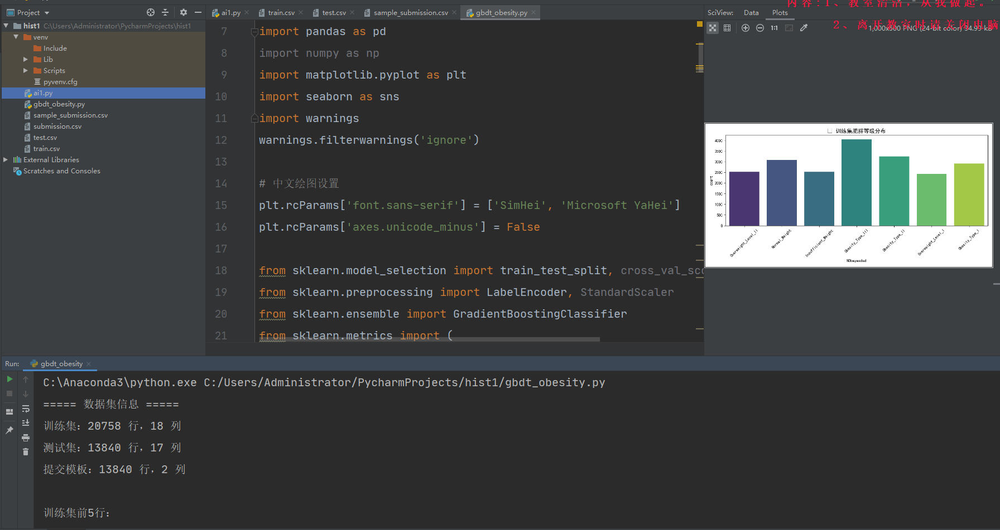 Project
ai1.py
train.csv
test.csv
sample_submission.csv
gbdt_obesity.py
SciView:
Data
Plots
内容:1、教室清洁,从我做起。
2、离开教室时请关闭电脑
1:1
1,000x500 PNG (24-bit color) 34.99 kB
hist1 C:\Users\Administrator\PycharmProjects\hist1
venv
Include
Lib
Scripts
pyvenv.cfg
ai1.py
gbdt_obesity.py
sample_submission.csv
submission.csv
test.csv
train.csv
External Libraries
Scratches and Consoles
7 import pandas as pd
8 import numpy as np
9 import matplotlib.pyplot as plt
10 import seaborn as sns
11 import warnings
12 warnings.filterwarnings('ignore')
13
14 # 中文绘图设置
15 plt.rcParams['font.sans-serif'] = ['SimHei', 'Microsoft YaHei']
16 plt.rcParams['axes.unicode_minus'] = False
17
18 from sklearn.model_selection import train_test_split, cross_val_sco
19 from sklearn.preprocessing import LabelEncoder, StandardScaler
20 from sklearn.ensemble import GradientBoostingClassifier
21 from sklearn.metrics import (
□ 训练集肥胖等级分布
4000
3500
3000
2500
2000
1500
1000
500
0
count
Overweight_Level_II
Normal_Weight
Insufficient_Weight
Obesity_Type_III
Obesity_Type_II
Overweight_Level_I
Obesity_Type_I
NObeyesdad
Run: gbdt_obesity
C:\Anaconda3\python.exe C:/Users/Administrator/PycharmProjects/hist1/gbdt_obesity.py
===== 数据集信息 =====
训练集：20758 行，18 列
测试集：13840 行，17 列
提交模板：13840 行，2 列
训练集前5行：